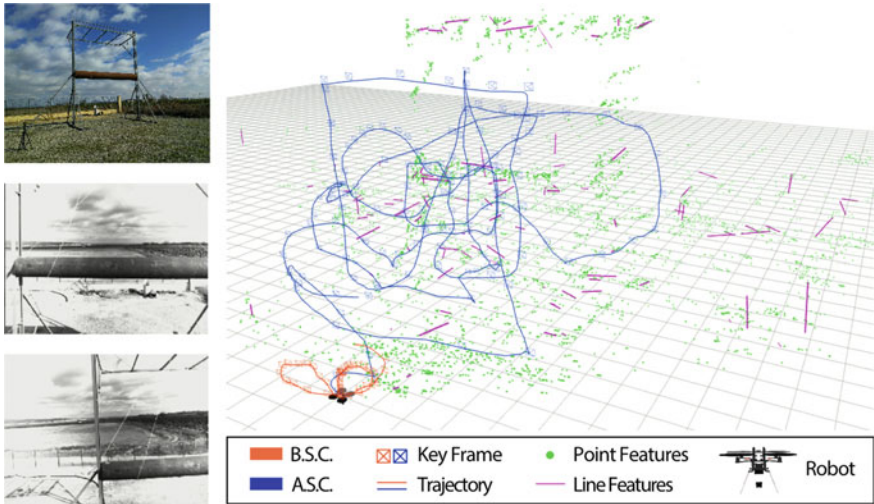 B.S.C.
Key Frame
Point Features
A.S.C.
Trajectory
Line Features
Robot